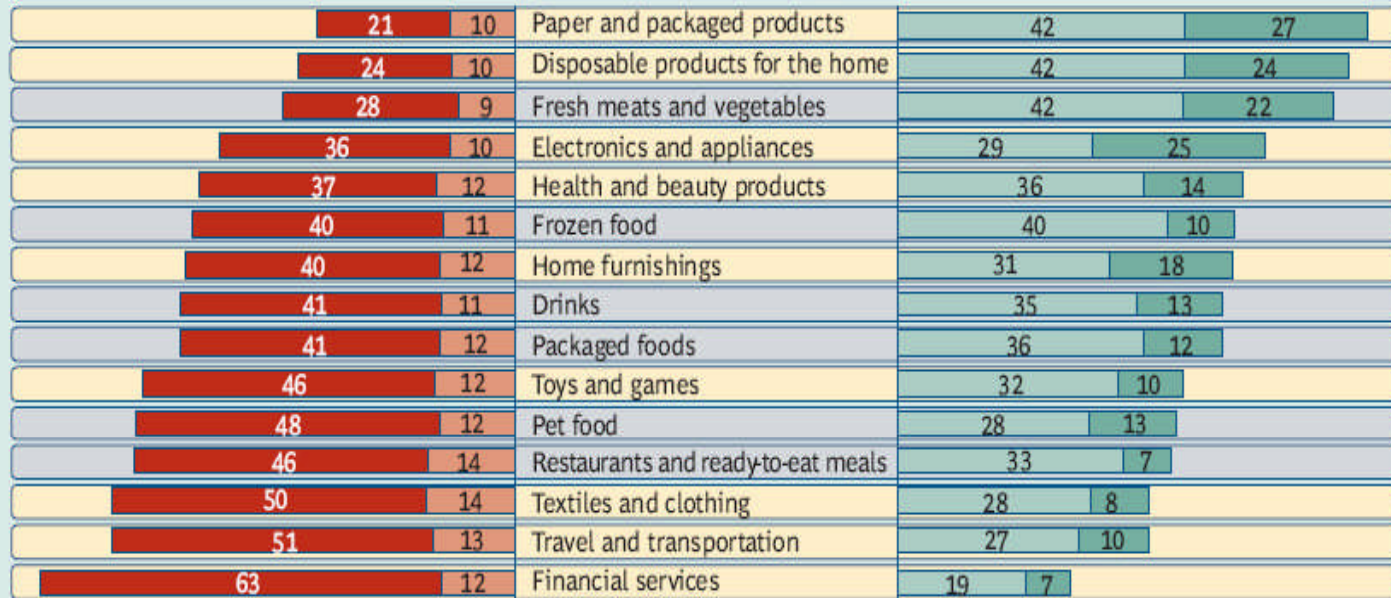 21 10 Paper and packaged products 42 27
24 10 Disposable products for the home 42 24
28 9 Fresh meats and vegetables 42 22
36 10 Electronics and appliances 29 25
37 12 Health and beauty products 36 14
40 11 Frozen food 40 10
40 12 Home furnishings 31 18
41 11 Drinks 35 13
41 12 Packaged foods 36 12
46 12 Toys and games 32 10
48 12 Pet food 28 13
46 14 Restaurants and ready-to-eat meals 33 7
50 14 Textiles and clothing 28 8
51 13 Travel and transportation 27 10
63 12 Financial services 19 7